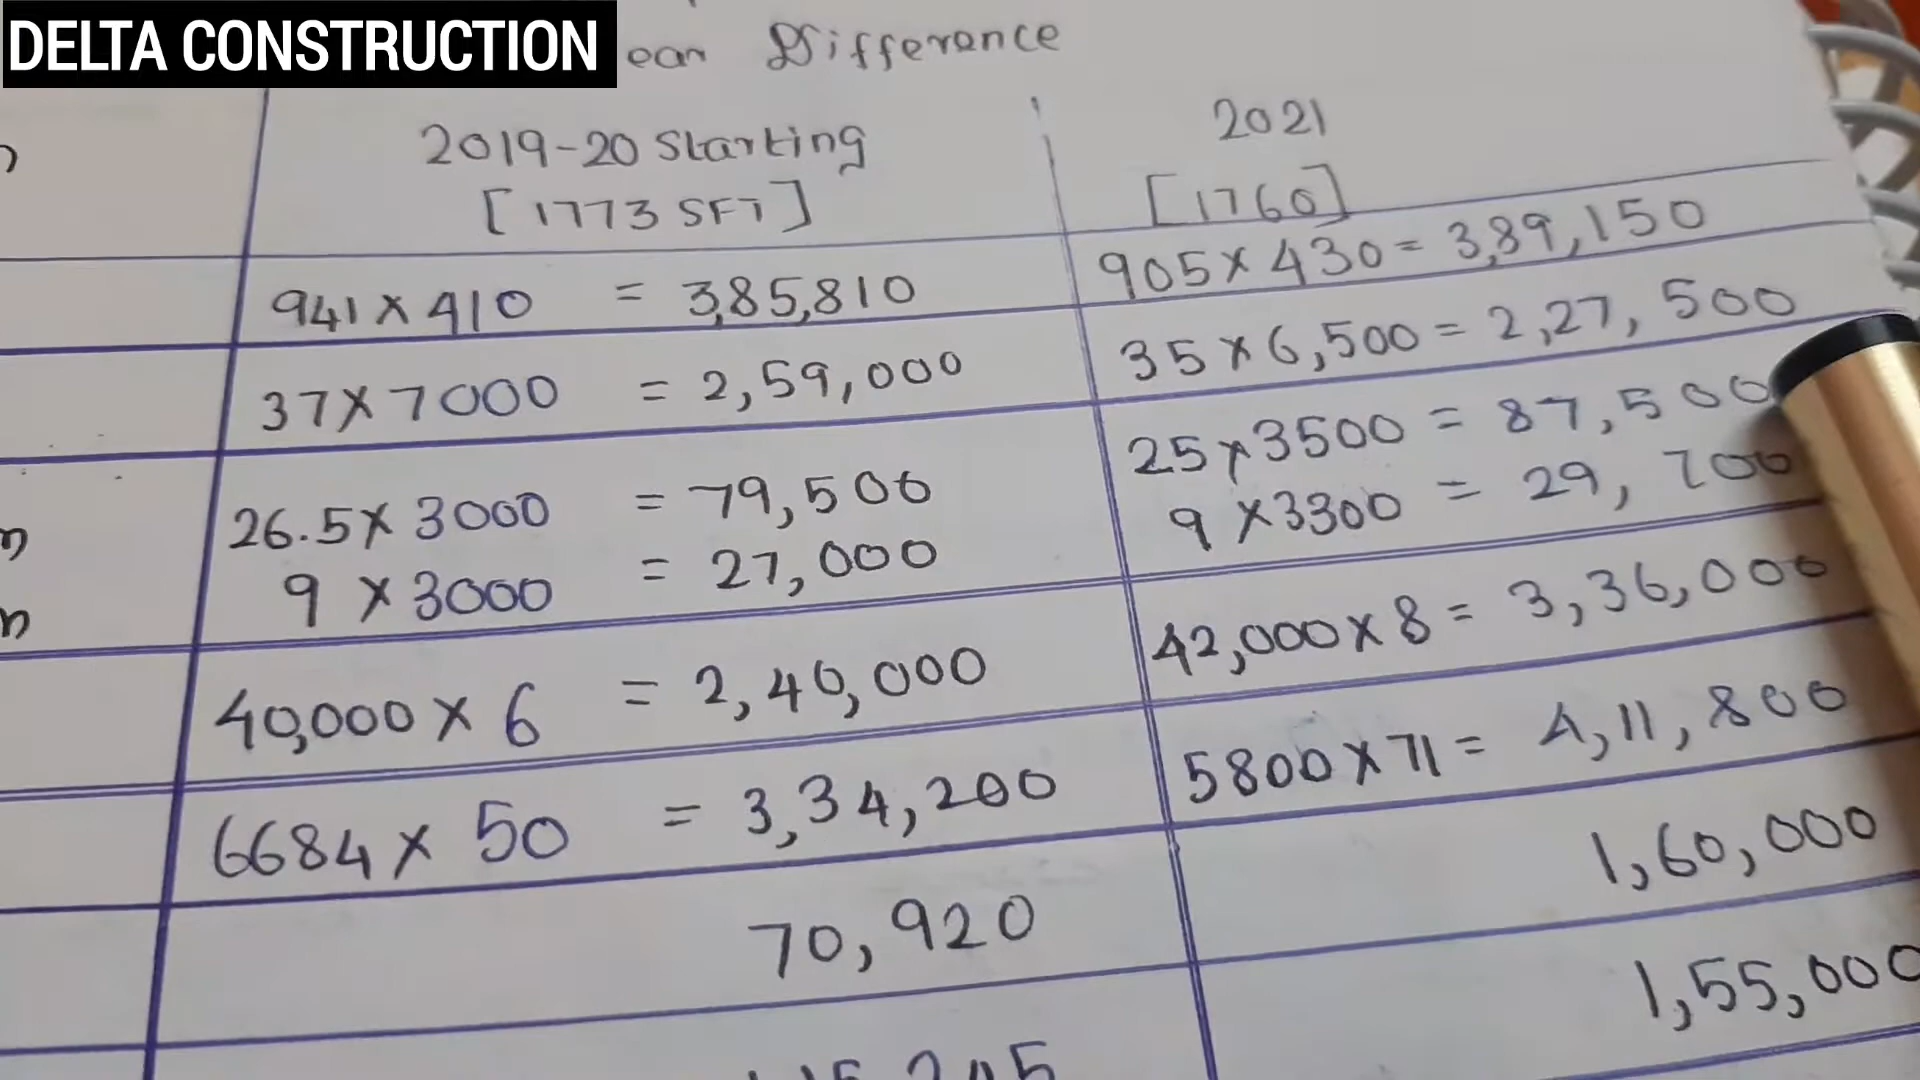 DELTA CONSTRUCTION
ear Difference
2019-20 Starting
[1773 SFT]
2021
[1760]
941 x 410 = 3,85,810
905 x 430 = 3,89,150
37 x 7000 = 2,59,000
35 x 6,500 = 2,27,500
26.5 x 3000 = 79,500
25 x 3500 = 87,500
9 x 3000 = 27,000
9 x 3300 = 29,700
40,000 x 6 = 2,40,000
42,000 x 8 = 3,36,000
6684 x 50 = 3,34,200
5800 x 71 = 4,11,800
70,920
1,60,000
1,55,000